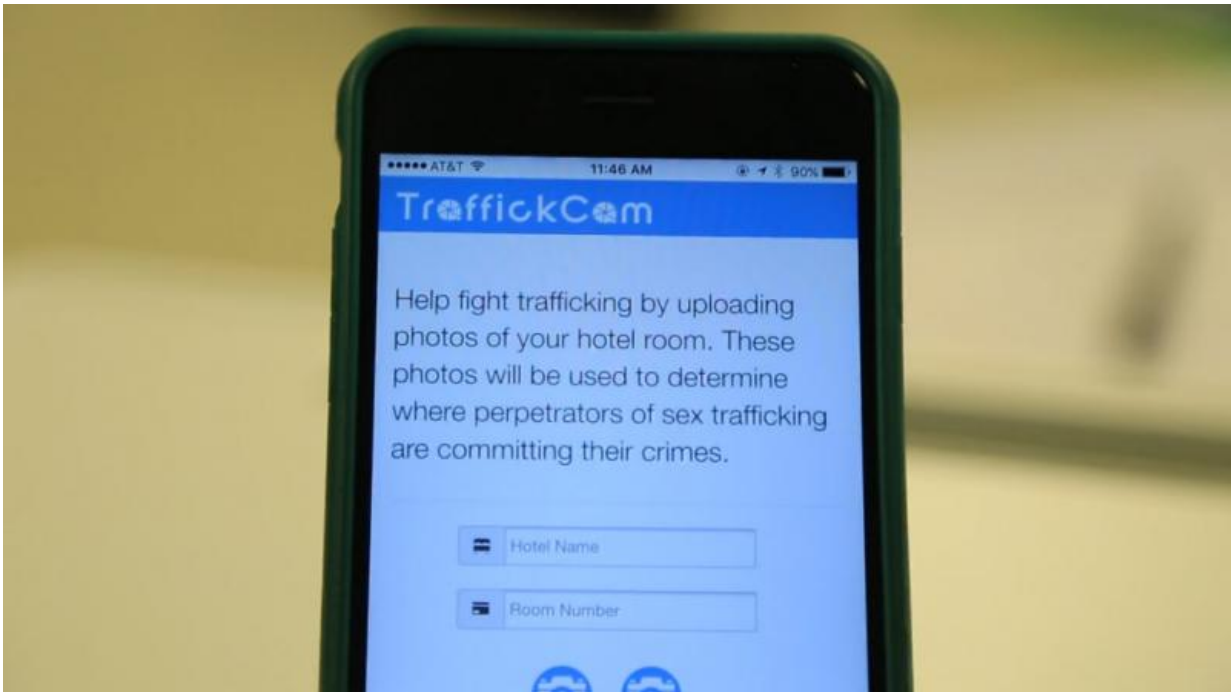 AT&T 11:46 AM 90%
TraffickCam
Help fight trafficking by uploading
photos of your hotel room. These
photos will be used to determine
where perpetrators of sex trafficking
are committing their crimes.
Hotel Name
Room Number